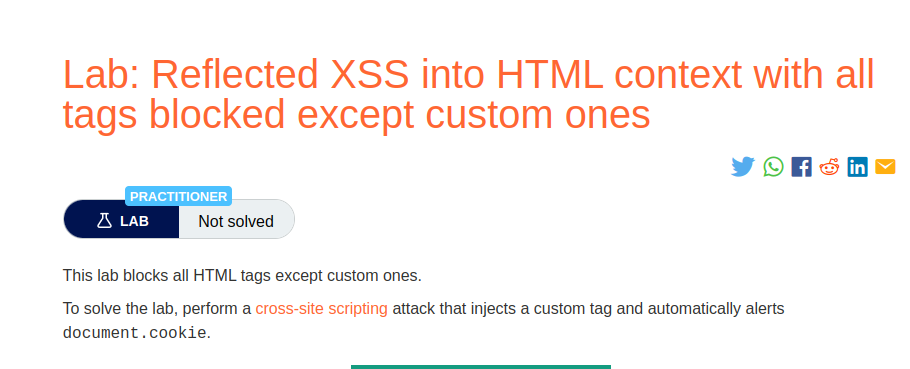 Lab: Reflected XSS into HTML context with all
tags blocked except custom ones
PRACTITIONER
LAB Not solved
This lab blocks all HTML tags except custom ones.
To solve the lab, perform a cross-site scripting attack that injects a custom tag and automatically alerts
document.cookie.